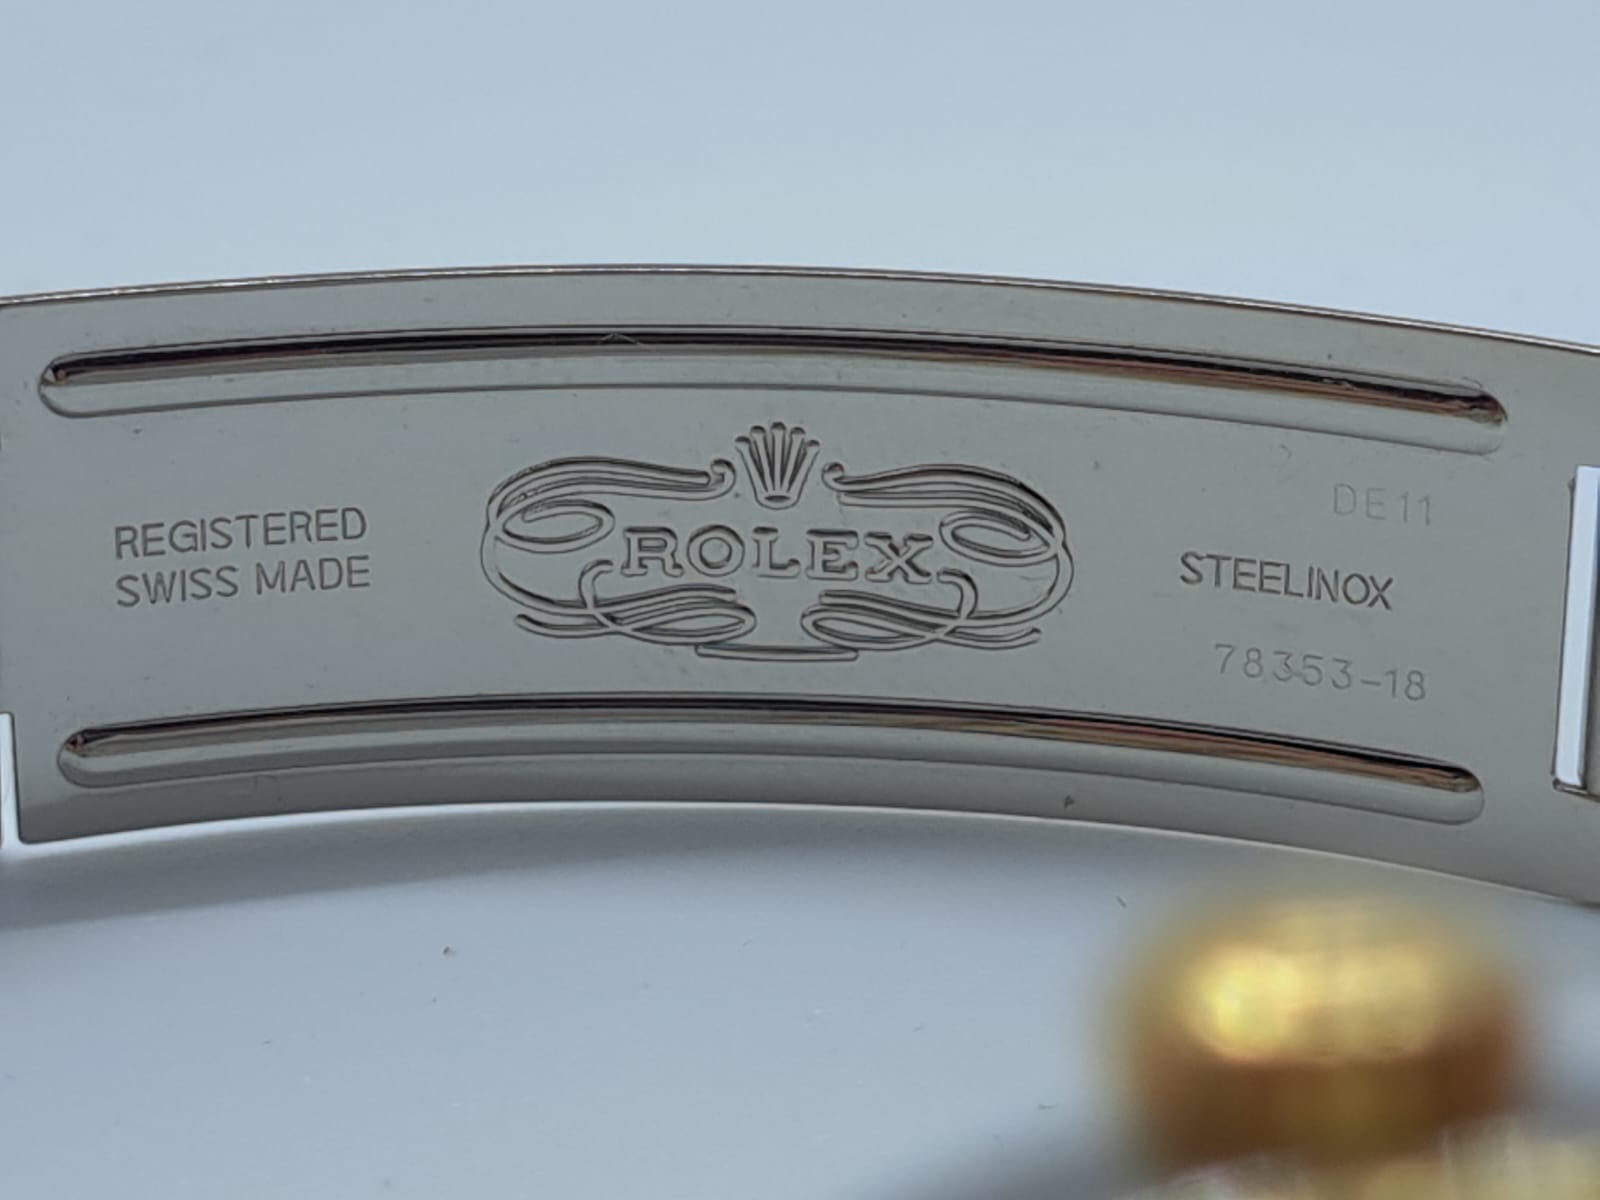 REGISTERED
SWISS MADE
ROLEX
DE11
STEELINOX
78353-18